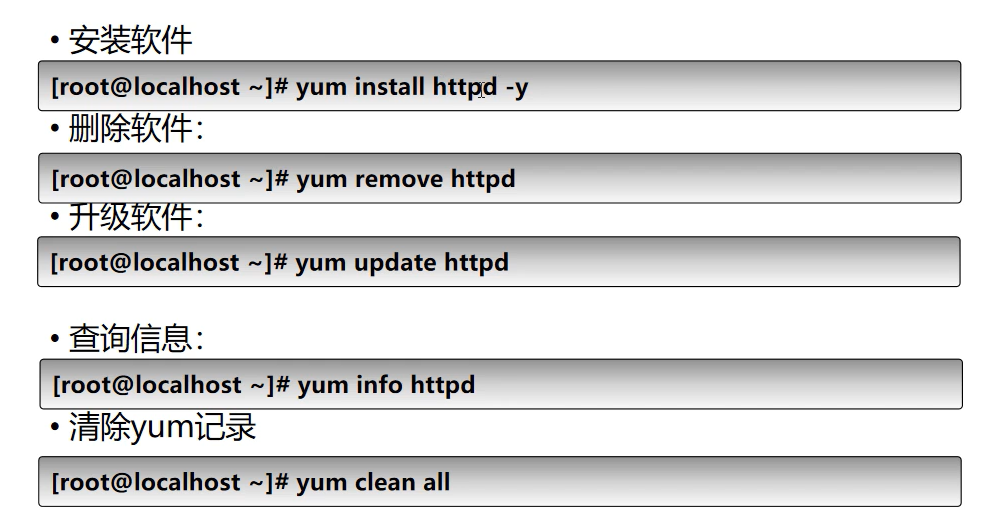 • 安装软件
[root@localhost ~]# yum install httpd -y
• 删除软件：
[root@localhost ~]# yum remove httpd
• 升级软件：
[root@localhost ~]# yum update httpd
• 查询信息：
[root@localhost ~]# yum info httpd
• 清除yum记录
[root@localhost ~]# yum clean all